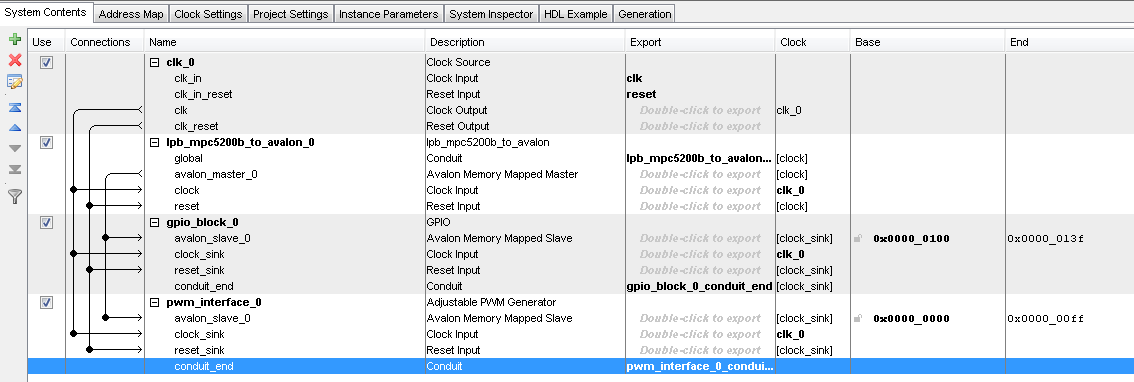 System Contents Address Map Clock Settings Project Settings Instance Parameters System Inspector HDL Example Generation
Use Connections Name Description Export Clock Base End
clk_0 Clock Source
clk_in Clock Input clk
clk_in_reset Reset Input reset
clk Clock Output Double-click to export clk_0
clk_reset Reset Output Double-click to export
lpb_mpc5200b_to_avalon_0 lpb_mpc5200b_to_avalon
global Conduit lpb_mpc5200b_to_avalon... [clock]
avalon_master_0 Avalon Memory Mapped Master Double-click to export [clock]
clock Clock Input Double-click to export clk_0
reset Reset Input Double-click to export [clock]
gpio_block_0 GPIO
avalon_slave_0 Avalon Memory Mapped Slave Double-click to export [clock_sink] 0x0000_0100 0x0000_013f
clock_sink Clock Input Double-click to export clk_0
reset_sink Reset Input Double-click to export [clock_sink]
conduit_end Conduit gpio_block_0_conduit_end [clock_sink]
pwm_interface_0 Adjustable PWM Generator
avalon_slave_0 Avalon Memory Mapped Slave Double-click to export [clock_sink] 0x0000_0000 0x0000_00ff
clock_sink Clock Input Double-click to export clk_0
reset_sink Reset Input Double-click to export [clock_sink]
conduit_end Conduit pwm_interface_0_condui...